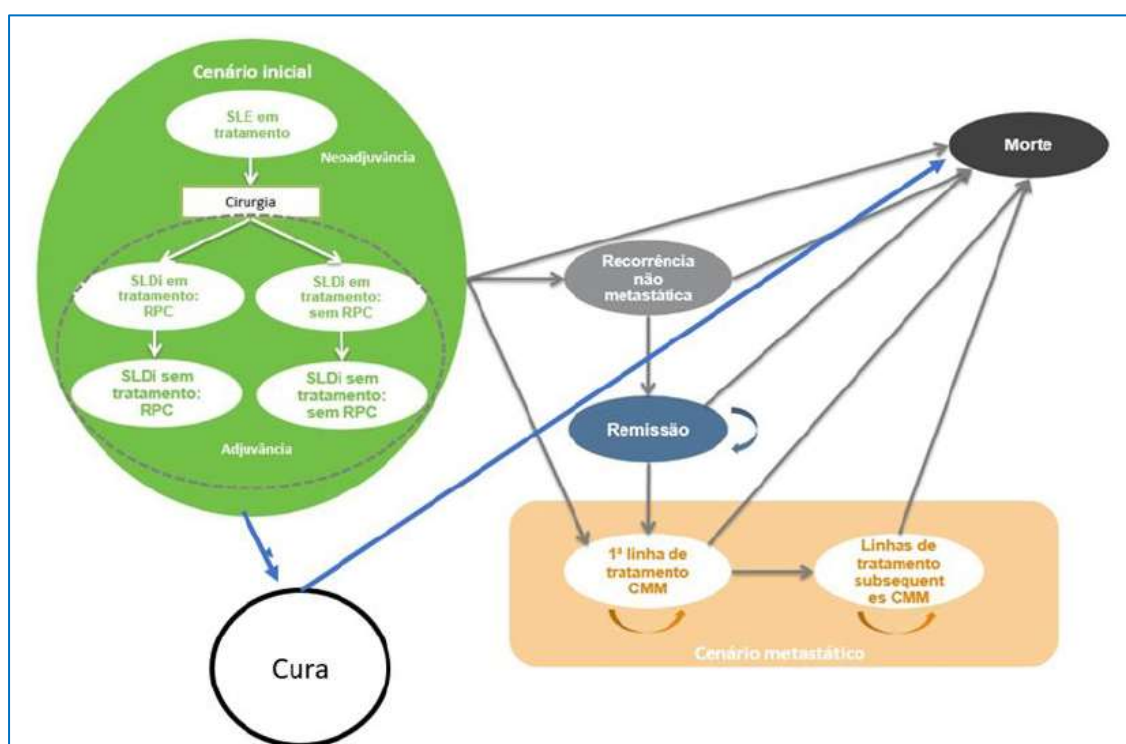 Cenário inicial
SLE em
tratamento
Neoadjuvância
Cirurgia
SLDi em
tratamento:
RPC
SLDi em
tratamento:
sem RPC
SLDi sem
tratamento:
RPC
SLDi sem
tratamento:
sem RPC
Adjuvância
Morte
Recorrência
não
metastática
Remissão
1ª linha de
tratamento
CMM
Linhas de
tratamento
subsequent
es CMM
Cenário metastático
Cura